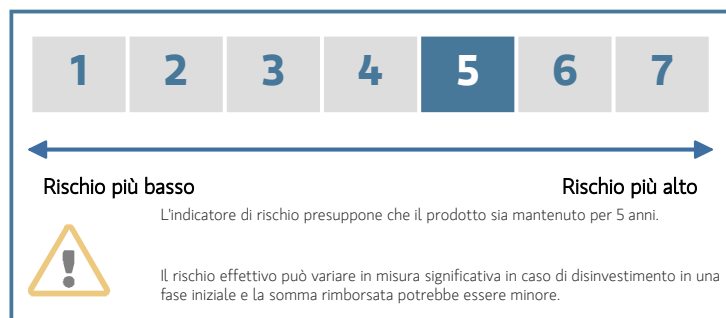 1 2 3 4 5 6 7
Rischio più basso Rischio più alto
L'indicatore di rischio presuppone che il prodotto sia mantenuto per 5 anni.
Il rischio effettivo può variare in misura significativa in caso di disinvestimento in una
fase iniziale e la somma rimborsata potrebbe essere minore.